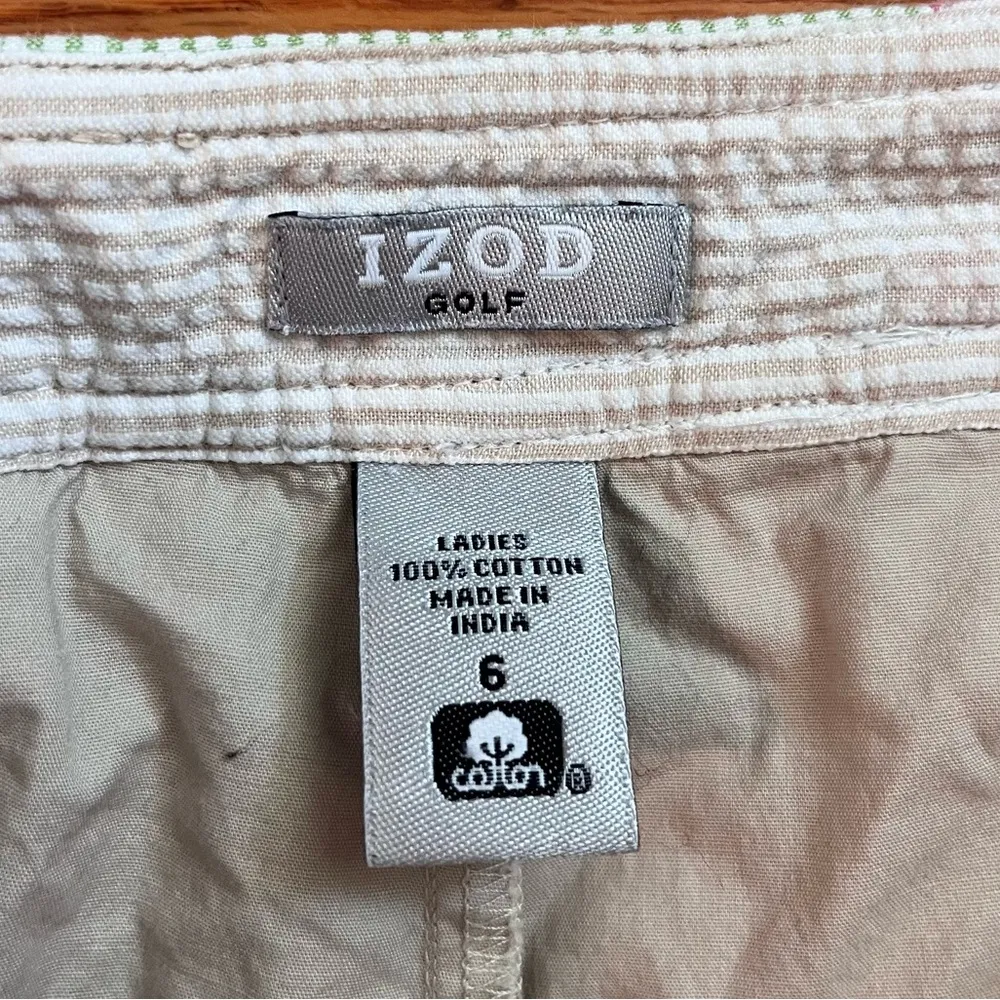 IZOD
GOLF
LADIES
100% COTTON
MADE IN
INDIA
6
cotton
®